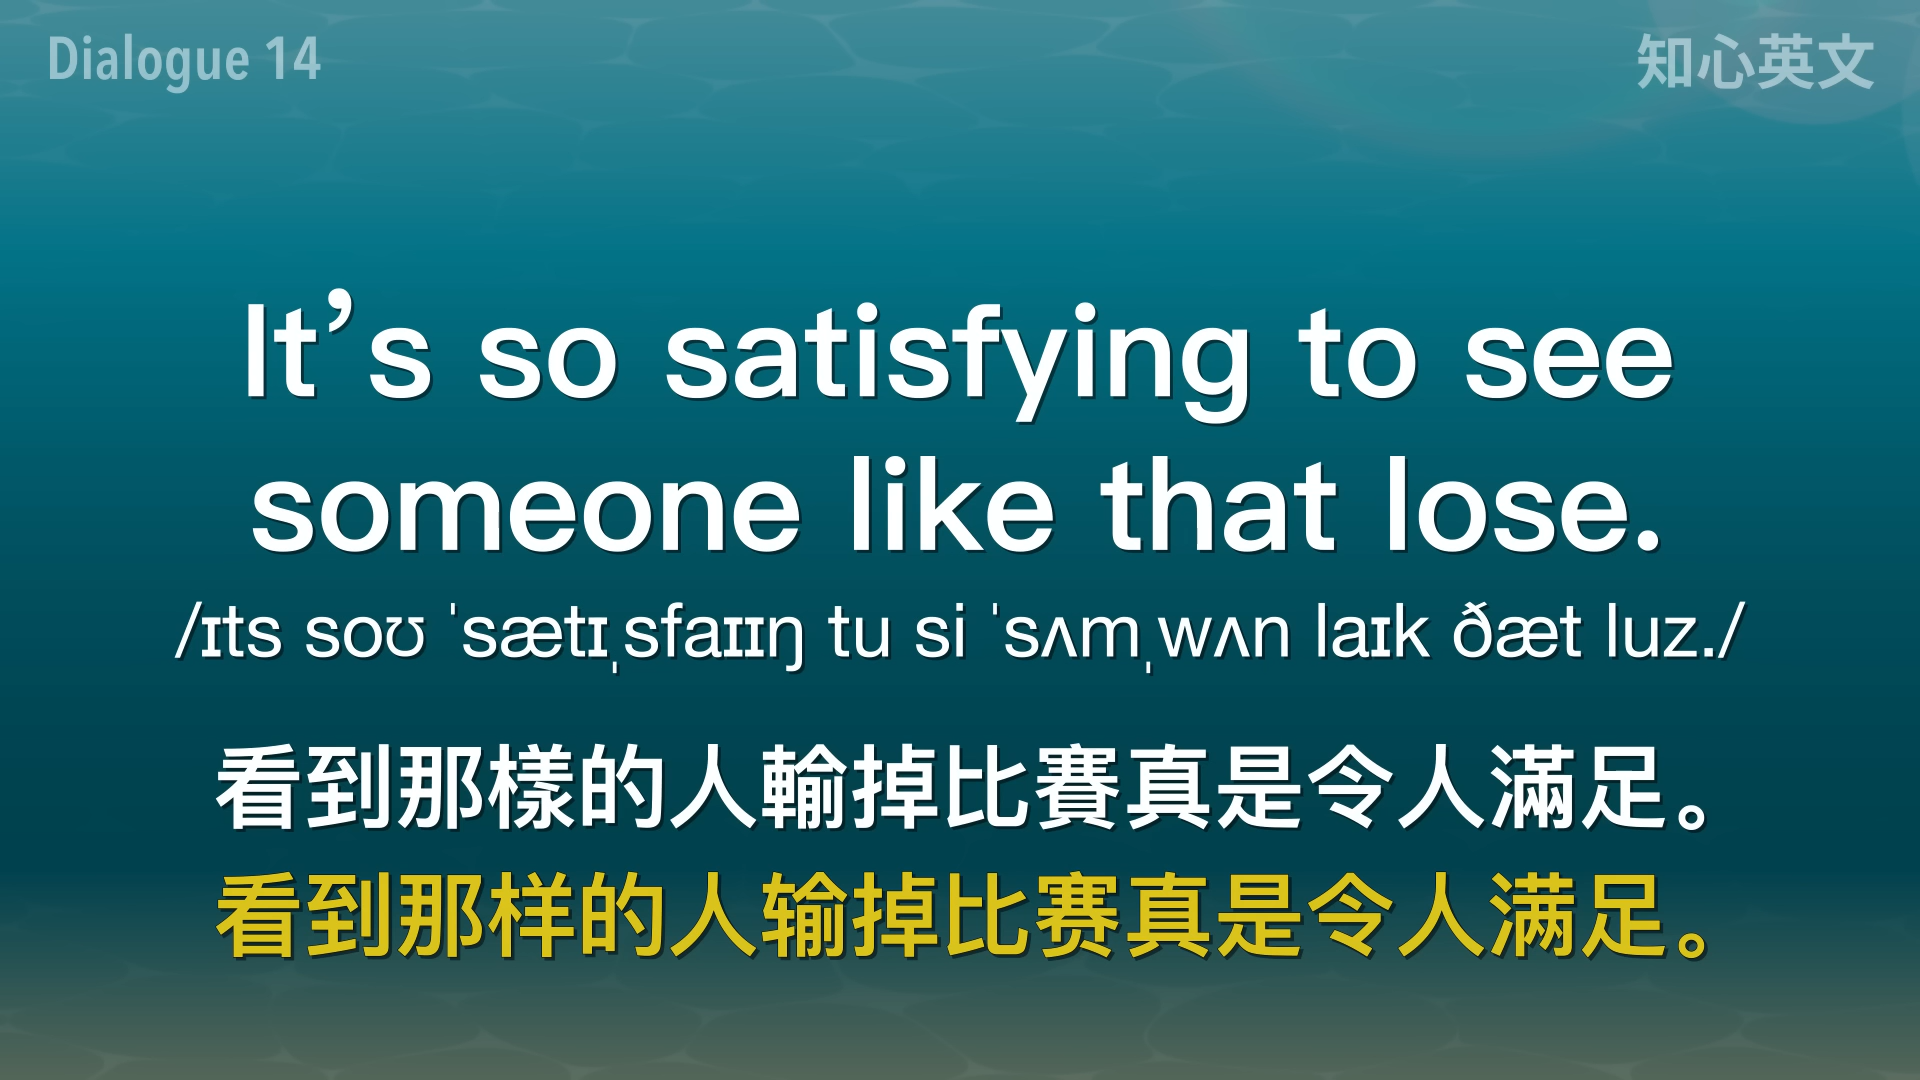 Dialogue 14
知心英文
It’s so satisfying to see
someone like that lose.
/ɪts soʊ ˈsætɪˌsfaɪɪŋ tu si ˈsʌmˌwʌn laɪk ðæt luz./
看到那樣的人輸掉比賽真是令人滿足。
看到那样的人输掉比赛真是令人满足。